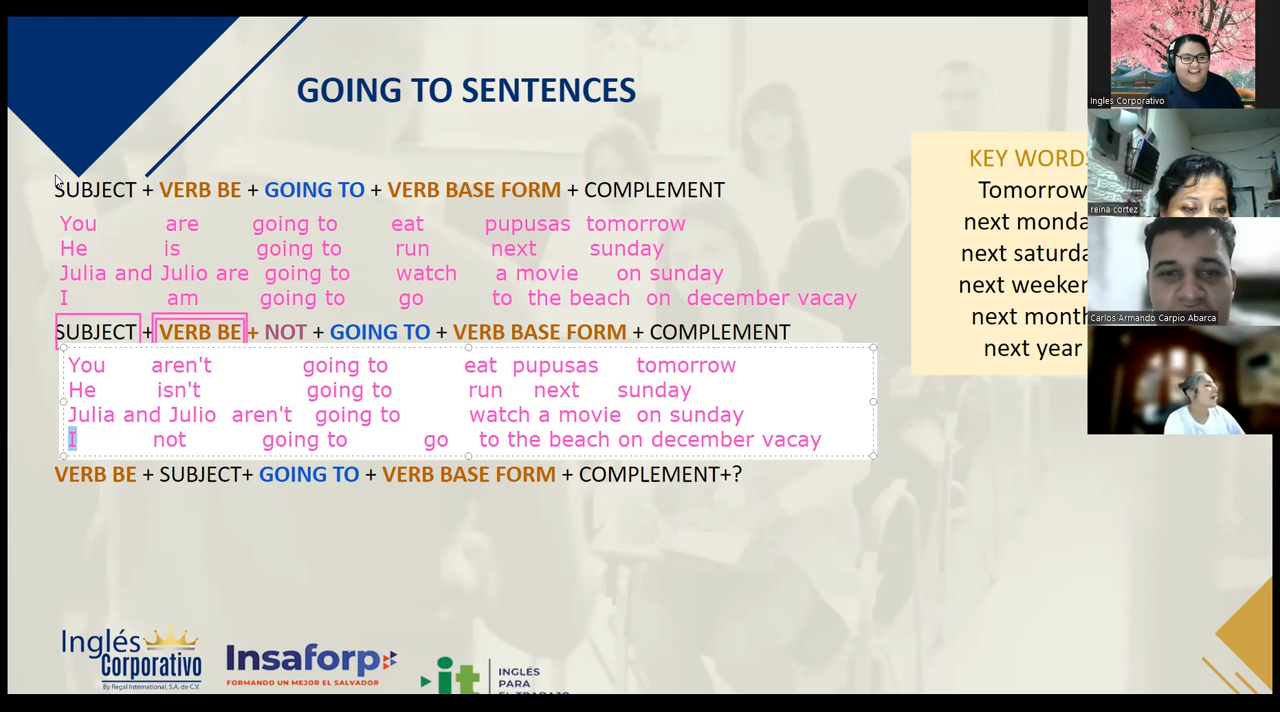 GOING TO SENTENCES
SUBJECT + VERB BE + GOING TO + VERB BASE FORM + COMPLEMENT
You are going to eat pupusas tomorrow
He is going to run next sunday
Julia and Julio are going to watch a movie on sunday
I am going to go to the beach on december vacay
SUBJECT + VERB BE + NOT + GOING TO + VERB BASE FORM + COMPLEMENT
You aren't going to eat pupusas tomorrow
He isn't going to run next sunday
Julia and Julio aren't going to watch a movie on sunday
I not going to go to the beach on december vacay
VERB BE + SUBJECT+ GOING TO + VERB BASE FORM + COMPLEMENT+?
KEY WORDS
Tomorrow
next monda
next saturda
next weeken
next month
next year
Ingles Corporativo
reina cortez
Carlos Armando Carpio Abarca
Inglés
Corporativo
By Regal International, S.A. de C.V.
Insaforp
FORMANDO UN MEJOR EL SALVADOR
it
INGLÉS
PARA
EL TRABAJO